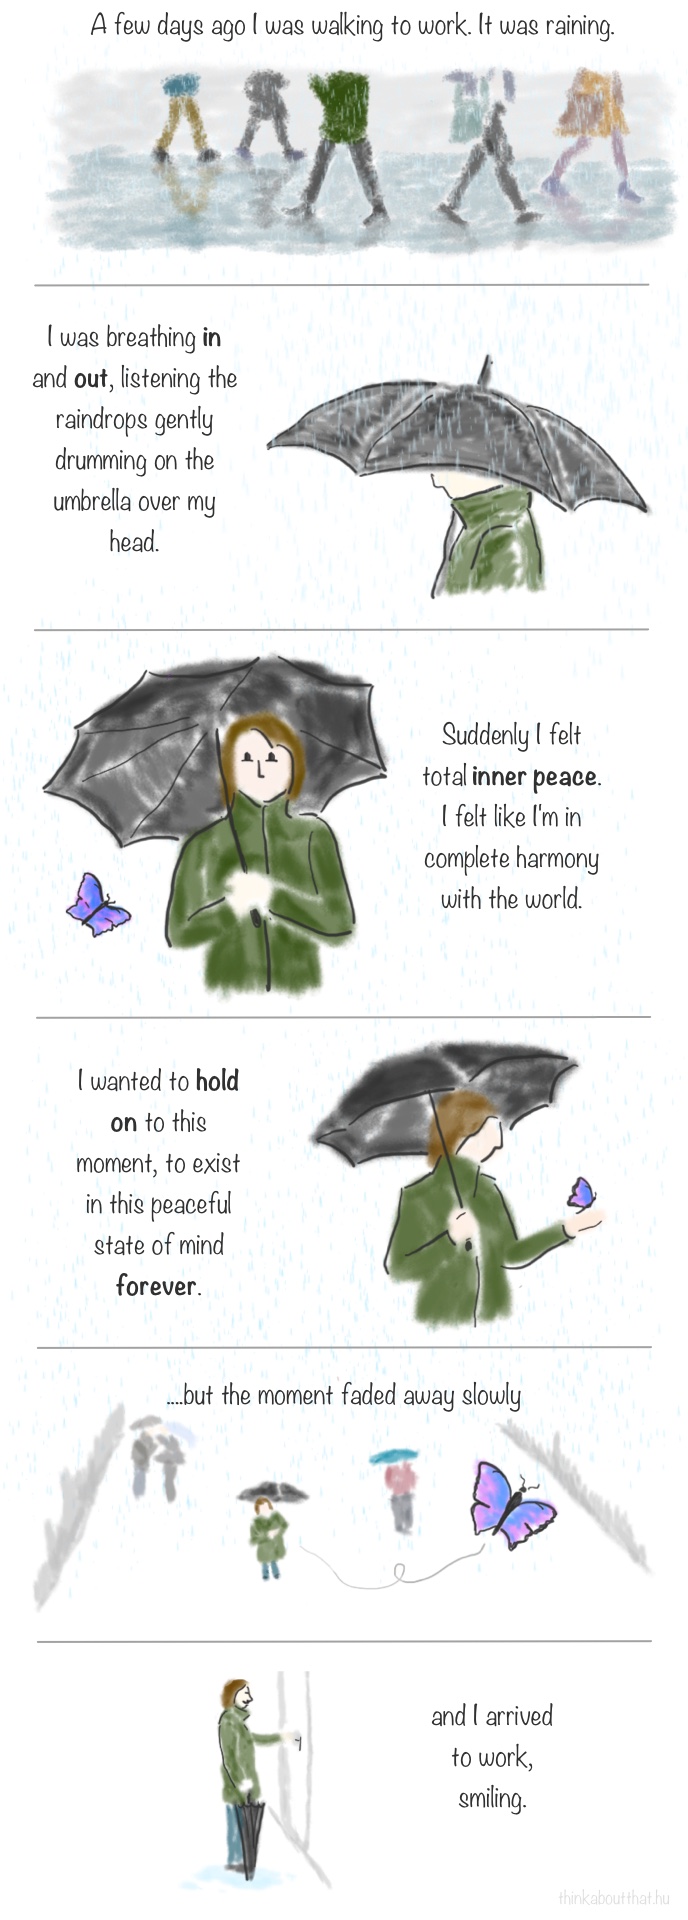 A few days ago I was walking to work. It was raining.
I was breathing in
and out, listening the
raindrops gently
drumming on the
umbrella over my
head.
Suddenly I felt
total inner peace.
I felt like I'm in
complete harmony
with the world.
I wanted to hold
on to this
moment, to exist
in this peaceful
state of mind
forever.
....but the moment faded away slowly
and I arrived
to work,
smiling.
thinkaboutthat.hu